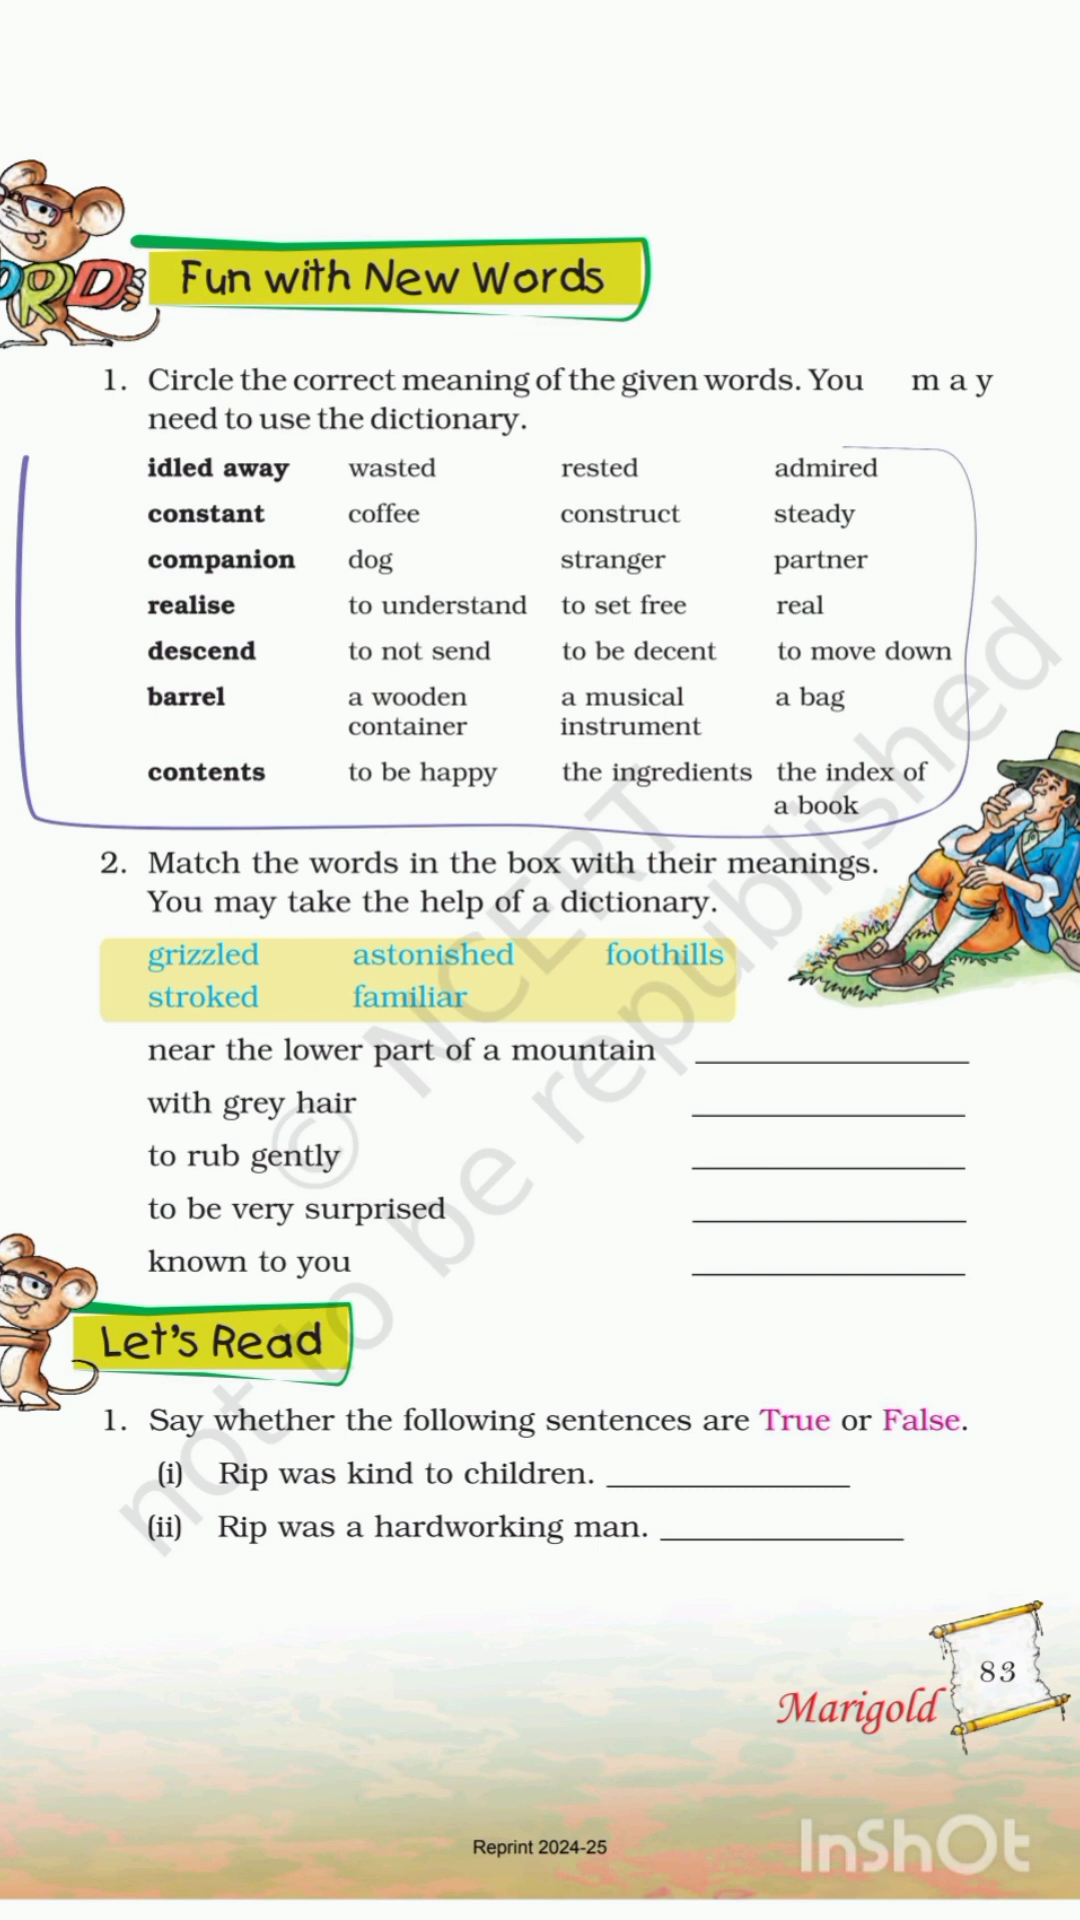 ORD
Fun with New Words
1. Circle the correct meaning of the given words. You m a y
need to use the dictionary.
idled away wasted rested admired
constant coffee construct steady
companion dog stranger partner
realise to understand to set free real
descend to not send to be decent to move down
barrel a wooden a musical a bag
container instrument
contents to be happy the ingredients the index of
a book
2. Match the words in the box with their meanings.
You may take the help of a dictionary.
grizzled astonished foothills
stroked familiar
near the lower part of a mountain
with grey hair
to rub gently
to be very surprised
known to you
Let's Read
1. Say whether the following sentences are True or False.
(i) Rip was kind to children.
(ii) Rip was a hardworking man.
83
Marigold
Reprint 2024-25
InShOt
© NCERT
not to be republished